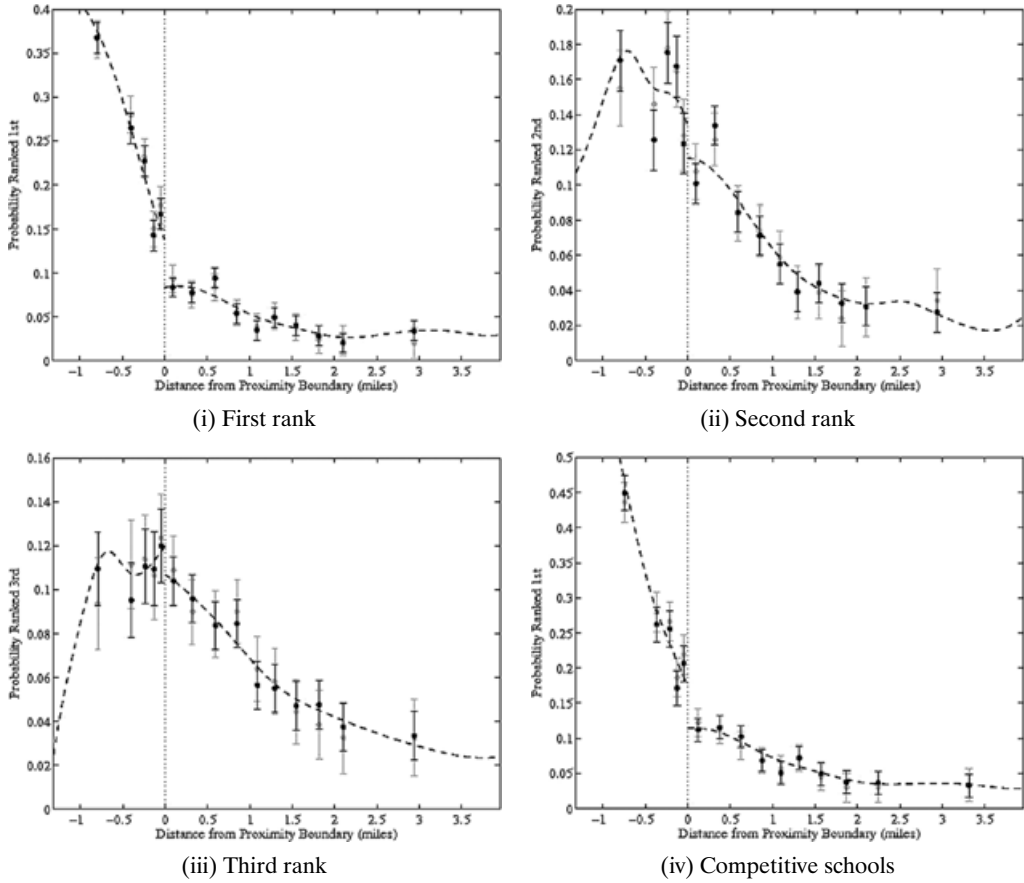 0.4
0.35
0.3
0.25
0.2
0.15
0.1
0.05
0
Probability Ranked 1st
−1 −0.5 0 0.5 1 1.5 2 2.5 3 3.5
Distance from Proximity Boundary (miles)
(i) First rank
0.2
0.18
0.16
0.14
0.12
0.1
0.08
0.06
0.04
0.02
0
Probability Ranked 2nd
−1 −0.5 0 0.5 1 1.5 2 2.5 3 3.5
Distance from Proximity Boundary (miles)
(ii) Second rank
0.16
0.14
0.12
0.1
0.08
0.06
0.04
0.02
0
Probability Ranked 3rd
−1 −0.5 0 0.5 1 1.5 2 2.5 3 3.5
Distance from Proximity Boundary (miles)
(iii) Third rank
0.5
0.45
0.4
0.35
0.3
0.25
0.2
0.15
0.1
0.05
0
Probability Ranked 1st
−1 −0.5 0 0.5 1 1.5 2 2.5 3 3.5
Distance from Proximity Boundary (miles)
(iv) Competitive schools